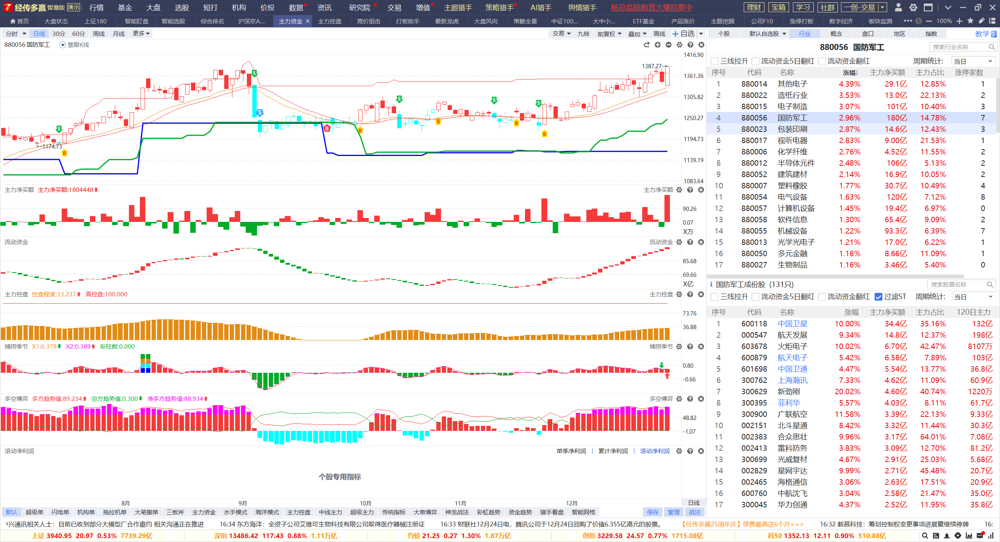 经传多赢 智尊版 演示 行情 基金 大盘 选股 短打 机构 价投 数据 资讯 研究院 交易 增值 主题猎手 策略猎手 AI猎手 舆情猎手 杨总监陪跑营火爆招募中 理财 宝箱 学习 社群 一创-交易
首页 大盘状态 上证180 智能盯盘 智能选股 综合排名 沪深京A... 主力资金 主力控盘 竞价狙击 打板助手 最新龙虎 大盘风向 策略全景 中证100... 大中小... ETF基金 产品涨价 主题挖掘 公司F10 涨停打板 数字经济 板块监测 100%
分时 日线 30分 60分 周线 月线 更多 交易 九转 前复权 叠加 画线 自选
880056 国防军工 慧眼K线
1416.90
1361.36
1305.82
1250.27
1194.73
1139.19
1083.64
1387.27
1174.73
S B S S B B S B S B S B
主力净买额 主力净买额:1804448 主力净买额
90.26
0.07
X万
流动资金 流动资金
85.68
69.66
X亿
主力控盘 控盘程度:33.237 高控盘:100.000 主力控盘
73.76
36.88
捕捞季节 X1:0.378 X2:0.389 彩柱数:0.000 捕捞季节
0.80
-0.66
多空博弈 多方趋势值:89.234 空方趋势值:0.300 净多方趋势值:88.934 多空博弈
48.82
-1.07
滚动净利润 单季净利润 累计净利润 滚动净利润
个股专用指标
8月 9月 10月 11月 12月 日线
默认 超级单 闪电单 机构单 拖拉机单 大笔撤单 三板斧 主力资金 水手模式 海洋模式 主力控盘 中线主力 超级主力 传统指标 大单博弈 神龙战法 彩虹趋势 资金趋势 猎手看盘 智能网格 保存 管理 战法
个股 默认自选股 行业 概念 盘口 地区 指数 教学
880056 国防军工 搜索行业名称
三线拉升 流动资金5日翻红 流动资金翻红 周期统计: 当日
序号 代码 名称 涨幅↓ 主力净买额 主力占比 涨停家数
1 880014 其他电子 4.39% 29.1亿 12.85% 1
2 880022 造纸行业 3.53% 13.0亿 22.13% 2
3 880015 电子制造 3.07% 101亿 10.40% 3
4 880056 国防军工 2.96% 180亿 14.78% 7
5 880023 包装印刷 2.87% 14.6亿 12.43% 3
6 880017 视听电器 2.83% 9.00亿 21.53% 1
7 880006 化学纤维 2.76% 4.52亿 11.55% 2
8 880012 半导体元件 2.48% 106亿 5.13% 2
9 880052 建筑建材 2.14% 16.9亿 10.05% 2
10 880007 塑料橡胶 1.77% 30.7亿 10.49% 4
11 880054 电气设备 1.63% 120亿 7.12% 8
12 880057 计算机设备 1.45% 19.4亿 6.97% 0
13 880058 软件信息 1.30% 65.4亿 9.09% 2
14 880055 机械设备 1.22% 93.3亿 6.39% 7
15 880013 光学光电子 1.21% 17.0亿 6.22% 1
16 880050 多元金融 1.16% 8.66亿 11.09% 1
17 880027 生物制品 1.16% 3.46亿 5.40% 0
国防军工成份股 (131只) 搜索股票名称
三线拉升 流动资金5日翻红 流动资金翻红 过滤ST 周期统计: 当日
序号 代码 名称 涨幅 主力净买额 主力占比 120日主力
1 600118 中国卫星 10.00% 34.4亿 35.16% 132亿
2 000547 航天发展 9.34% 14.8亿 12.37% 198亿
3 603678 火炬电子 10.02% 6.70亿 42.47% 8107万
4 600879 航天电子 5.42% 6.58亿 7.89% 103亿
5 601698 中国卫通 4.47% 5.54亿 13.77% 36.8亿
6 300762 上海瀚讯 7.33% 4.62亿 11.09% 60.9亿
7 300629 新劲刚 20.02% 4.60亿 40.74% 1220万
8 300395 菲利华 5.57% 4.03亿 8.11% 61.7亿
9 300900 广联航空 11.58% 3.39亿 22.13% 9.33亿
10 002151 北斗星通 8.42% 3.32亿 11.44% 30.3亿
11 002383 合众思壮 9.96% 3.17亿 64.01% 7.08亿
12 002413 雷科防务 3.83% 3.09亿 12.70% 81.2亿
13 300699 光威复材 4.67% 2.91亿 25.03% 5.68亿
14 002829 星网宇达 9.99% 2.71亿 45.48% 20.7亿
15 002465 海格通信 3.06% 2.63亿 17.51% 20.9亿
16 600760 中航沈飞 3.04% 2.58亿 21.47% 35.0亿
17 300045 华力创通 4.37% 2.52亿 11.95% 35.8亿
兴通讯相关人士：目前已收到部分大模型厂合作邀约 相关沟通正在推进 16:34 东方海洋：全资子公司艾维可生物科技有限公司取得医疗器械注册证 16:33 财联社12月24日电，腾讯公司于12月24日回购了价值6.355亿港元的股票。 【经传多赢25周年庆】续费最高送6个月>>> 16:32 毅昌科技：筹划控制权变更事项进展暨继续停牌 16:
上证 3940.95 20.97 0.53% 7739.29亿 深指 13486.42 117.43 0.88% 1.11万亿 均价 21.25 0.27 1.30% 1.87万亿 创指 3229.58 24.57 0.77% 1715.08亿 科50 1352.13 12.11 0.90% 510.88亿